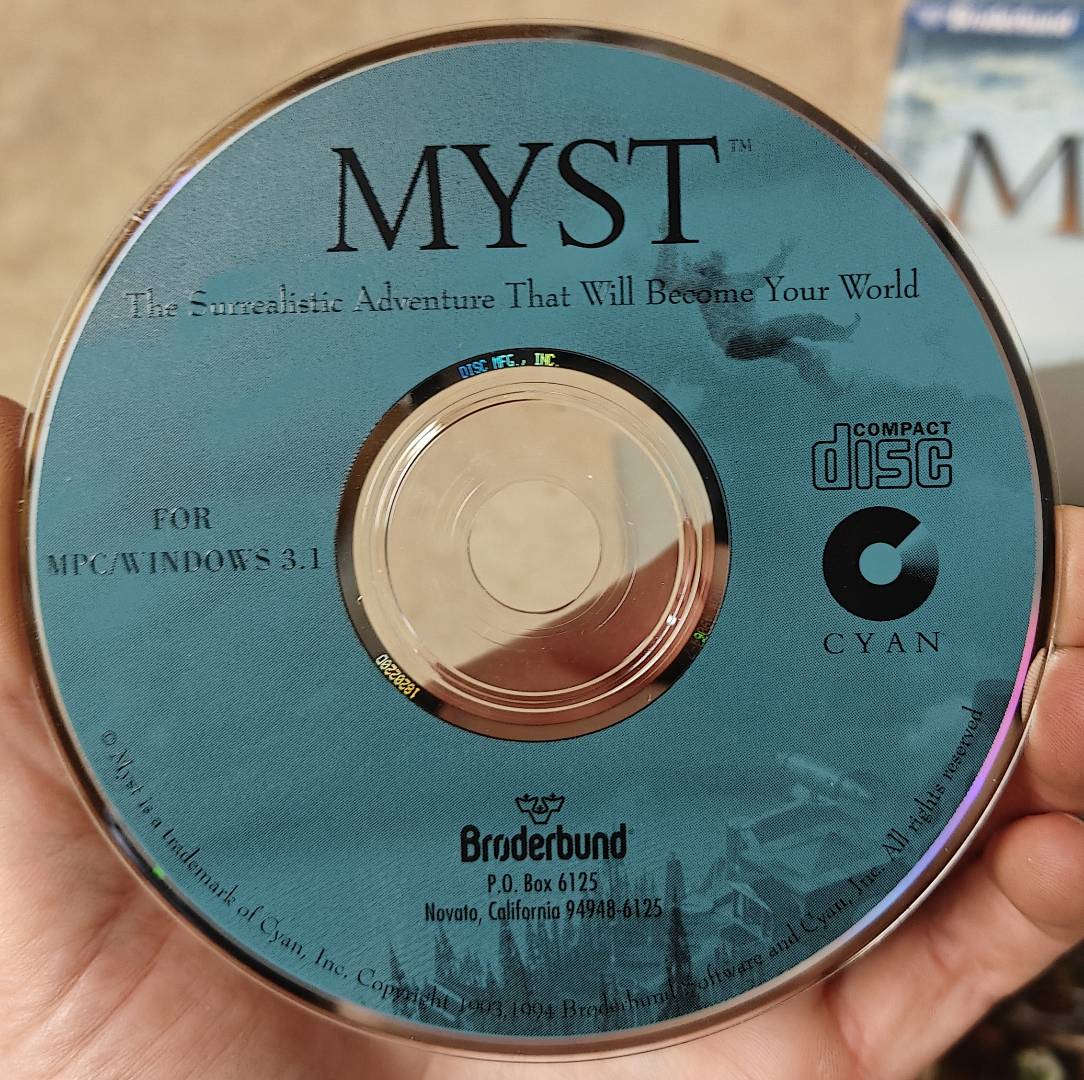 Brøderbund
M
MYST™
The Surrealistic Adventure That Will Become Your World
DISC MFG., INC.
COMPACT
disc
FOR
MPC/WINDOWS 3.1
CYAN
Brøderbund
P.O. Box 6125
Novato, California 94948-6125
© Myst is a trademark of Cyan, Inc. Copyright 1993, 1994 Brøderbund Software and Cyan, Inc. All rights reserved